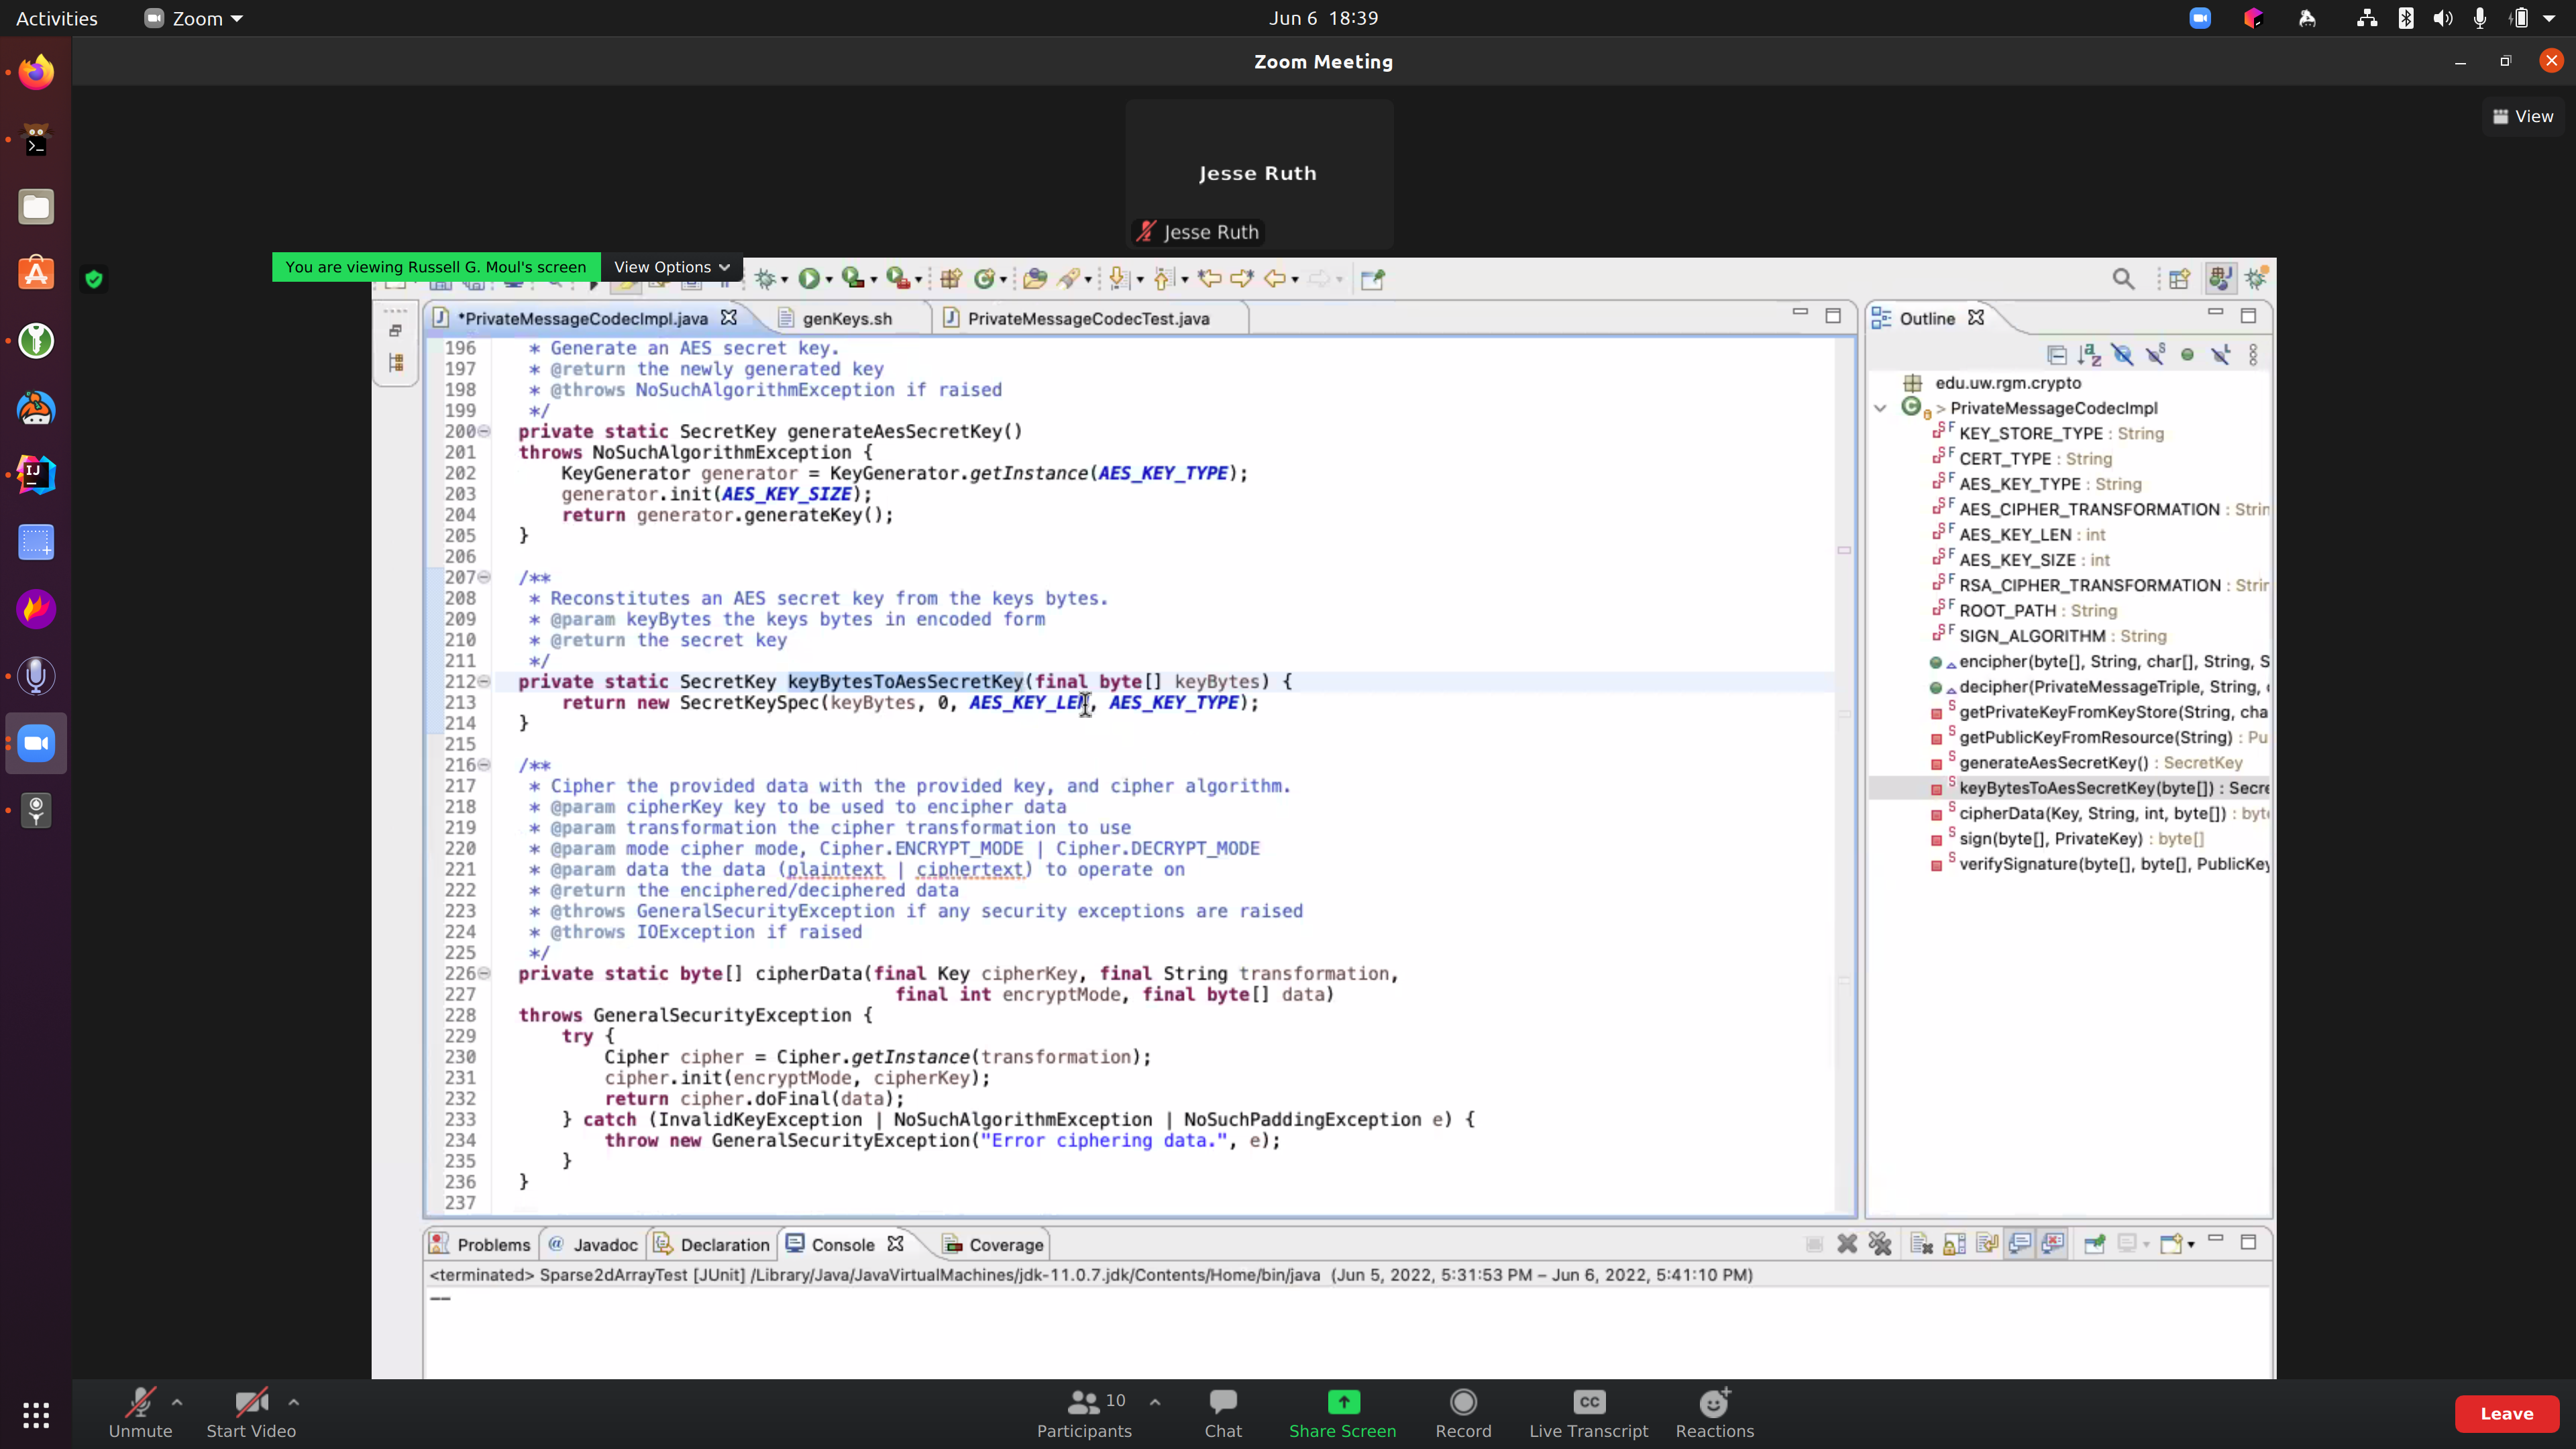 Activities
Zoom
Jun 6 18:39
Zoom Meeting
View
Jesse Ruth
Jesse Ruth
You are viewing Russell G. Moul's screen
View Options
*PrivateMessageCodecImpl.java
genKeys.sh
PrivateMessageCodecTest.java
Outline
196 * Generate an AES secret key.
197 * @return the newly generated key
198 * @throws NoSuchAlgorithmException if raised
199 */
200 private static SecretKey generateAesSecretKey()
201 throws NoSuchAlgorithmException {
202 KeyGenerator generator = KeyGenerator.getInstance(AES_KEY_TYPE);
203 generator.init(AES_KEY_SIZE);
204 return generator.generateKey();
205 }
206
207 /**
208 * Reconstitutes an AES secret key from the keys bytes.
209 * @param keyBytes the keys bytes in encoded form
210 * @return the secret key
211 */
212 private static SecretKey keyBytesToAesSecretKey(final byte[] keyBytes) {
213 return new SecretKeySpec(keyBytes, 0, AES_KEY_LEN, AES_KEY_TYPE);
214 }
215
216 /**
217 * Cipher the provided data with the provided key, and cipher algorithm.
218 * @param cipherKey key to be used to encipher data
219 * @param transformation the cipher transformation to use
220 * @param mode cipher mode, Cipher.ENCRYPT_MODE | Cipher.DECRYPT_MODE
221 * @param data the data (plaintext | ciphertext) to operate on
222 * @return the enciphered/deciphered data
223 * @throws GeneralSecurityException if any security exceptions are raised
224 * @throws IOException if raised
225 */
226 private static byte[] cipherData(final Key cipherKey, final String transformation,
227 final int encryptMode, final byte[] data)
228 throws GeneralSecurityException {
229 try {
230 Cipher cipher = Cipher.getInstance(transformation);
231 cipher.init(encryptMode, cipherKey);
232 return cipher.doFinal(data);
233 } catch (InvalidKeyException | NoSuchAlgorithmException | NoSuchPaddingException e) {
234 throw new GeneralSecurityException("Error ciphering data.", e);
235 }
236 }
237
edu.uw.rgm.crypto
> PrivateMessageCodecImpl
KEY_STORE_TYPE : String
CERT_TYPE : String
AES_KEY_TYPE : String
AES_CIPHER_TRANSFORMATION : Strin
AES_KEY_LEN : int
AES_KEY_SIZE : int
RSA_CIPHER_TRANSFORMATION : Strin
ROOT_PATH : String
SIGN_ALGORITHM : String
encipher(byte[], String, char[], String, S
decipher(PrivateMessageTriple, String,
getPrivateKeyFromKeyStore(String, cha
getPublicKeyFromResource(String) : Pu
generateAesSecretKey() : SecretKey
keyBytesToAesSecretKey(byte[]) : Secre
cipherData(Key, String, int, byte[]) : byt
sign(byte[], PrivateKey) : byte[]
verifySignature(byte[], byte[], PublicKey
Problems
@ Javadoc
Declaration
Console
Coverage
<terminated> Sparse2dArrayTest [JUnit] /Library/Java/JavaVirtualMachines/jdk-11.0.7.jdk/Contents/Home/bin/java (Jun 5, 2022, 5:31:53 PM – Jun 6, 2022, 5:41:10 PM)
Unmute
Start Video
Participants 10
Chat
Share Screen
Record
CC
Live Transcript
Reactions
Leave